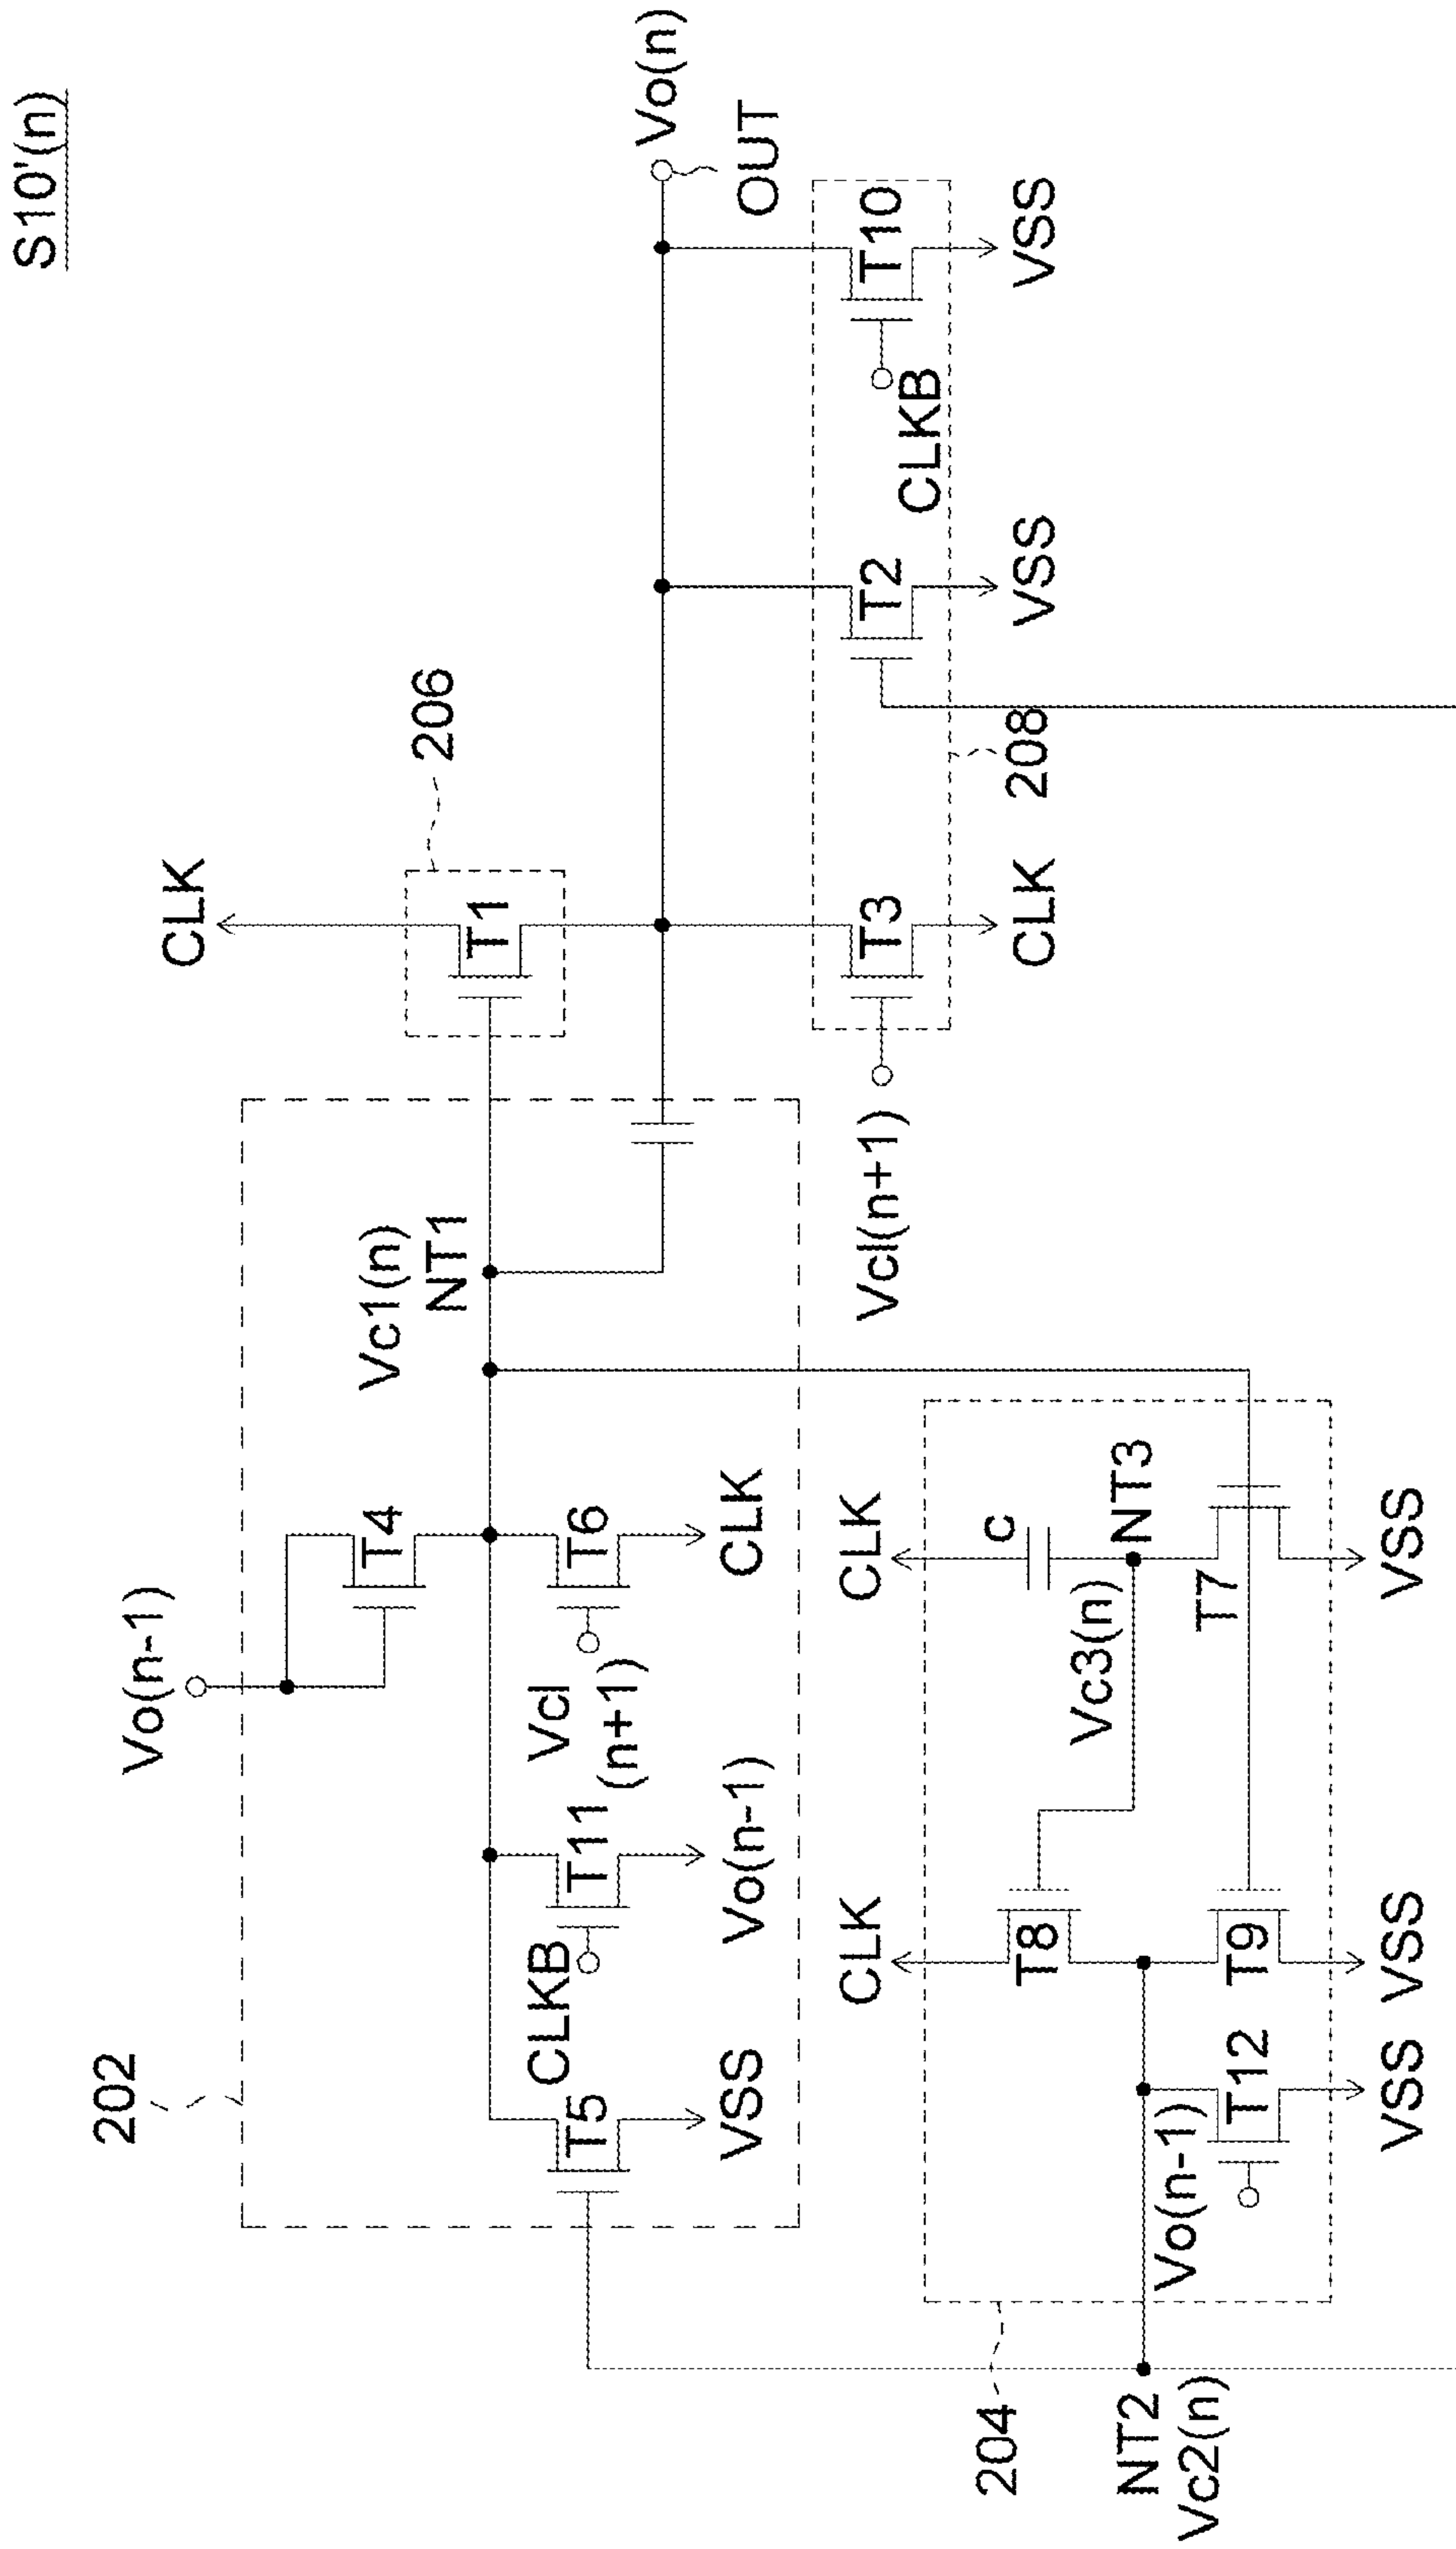 S10'(n)
CLK
206
T1
Vo(n)
OUT
Vo(n-1)
202
T4
Vc1(n)
NT1
T5
T11
T6
CLKB
Vcl
(n+1)
VSS
Vo(n-1)
CLK
Vcl(n+1)
T3
T2
T10
CLKB
CLK
VSS
VSS
208
204
CLK
CLK
c
T8
Vc3(n)
NT3
NT2
Vc2(n)
Vo(n-1)
T12
T9
T7
VSS
VSS
VSS